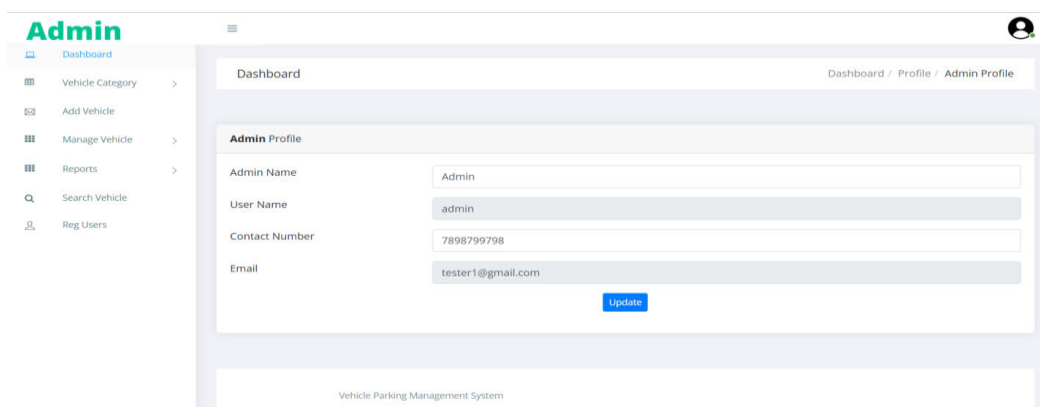 Admin
Dashboard
Vehicle Category
Add Vehicle
Manage Vehicle
Reports
Search Vehicle
Reg Users
Dashboard
Dashboard / Profile / Admin Profile
Admin Profile
Admin Name
Admin
User Name
admin
Contact Number
7898799798
Email
tester1@gmail.com
Update
Vehicle Parking Management System